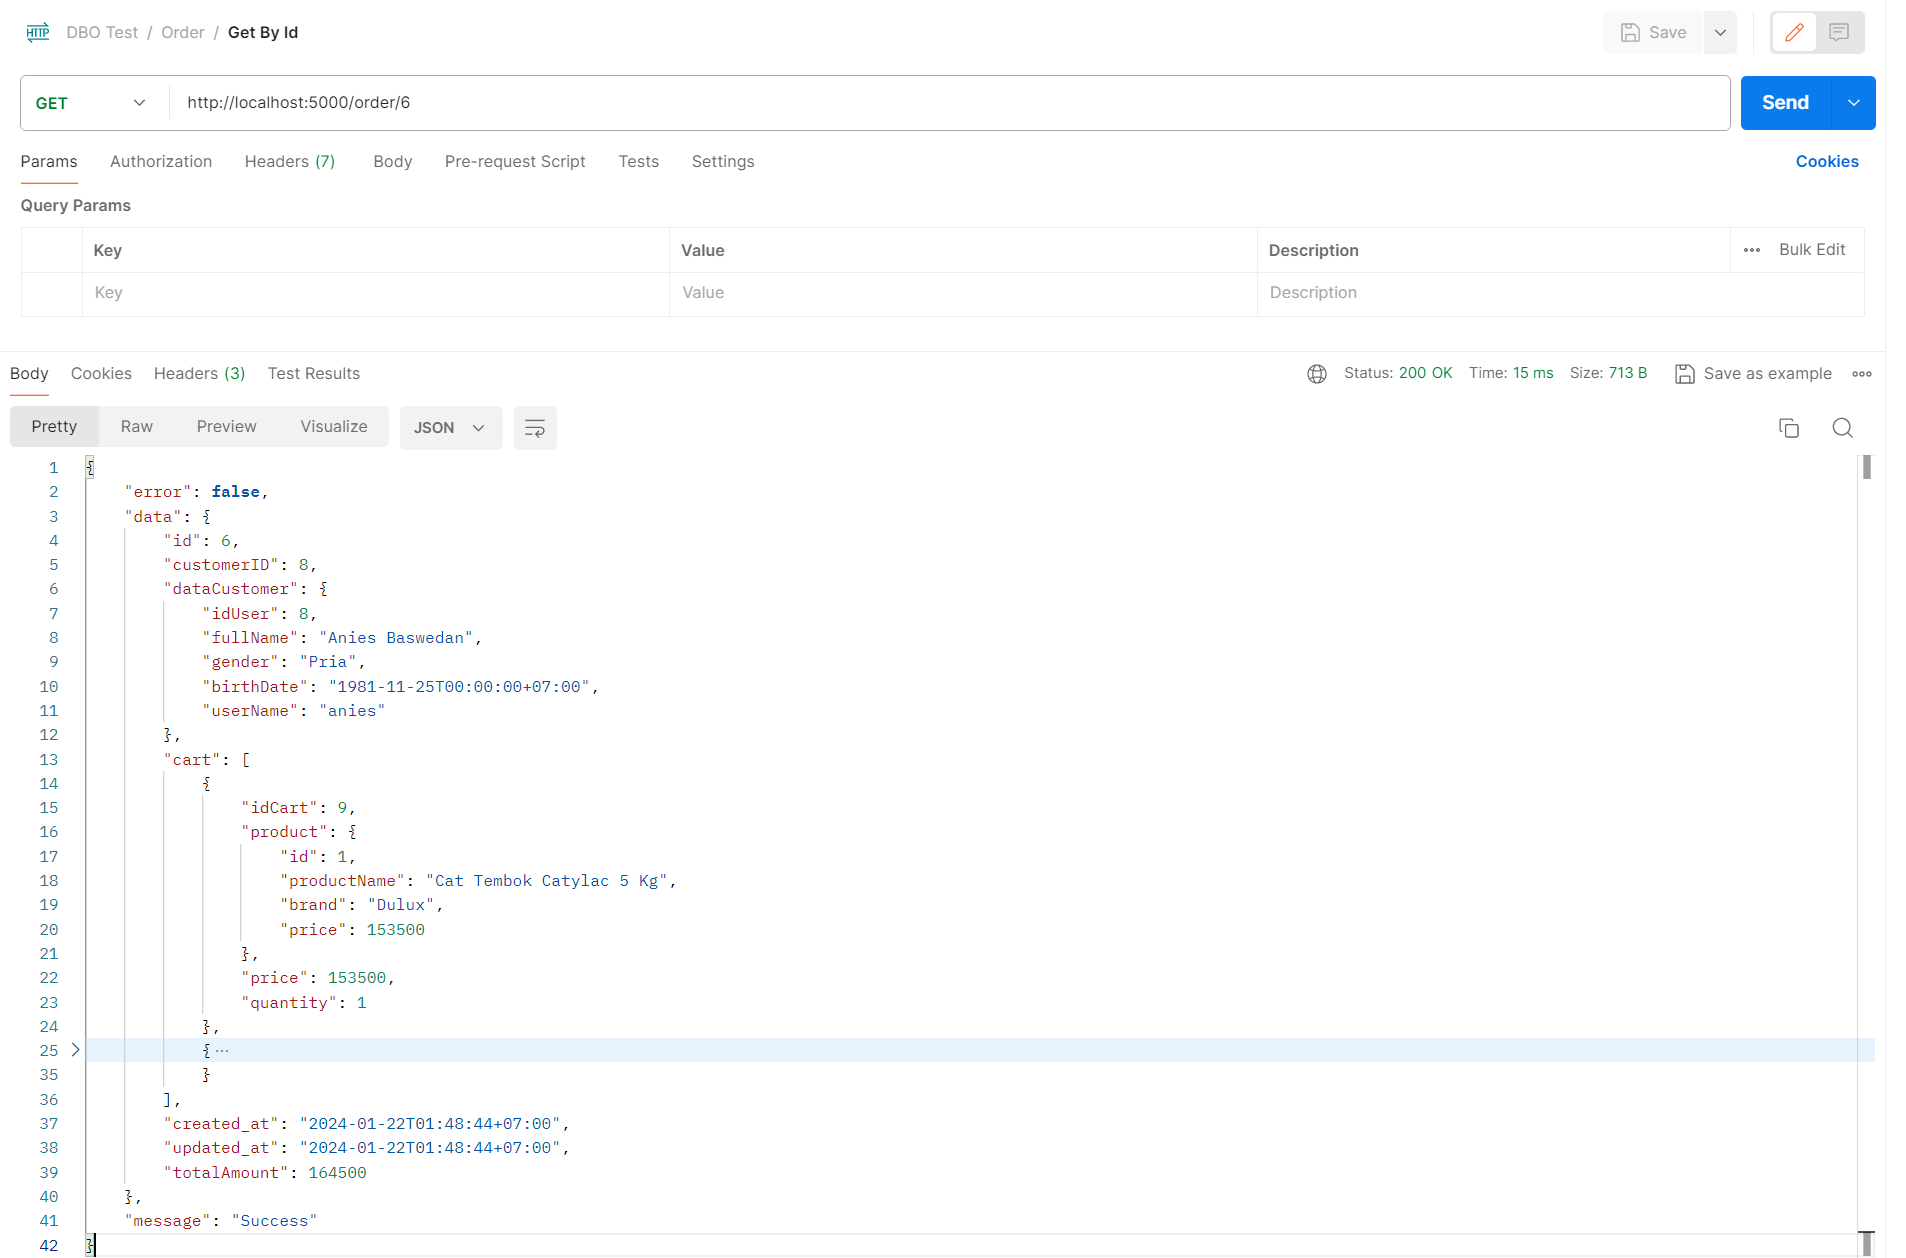 HTTP DBO Test / Order / Get By Id Save
GET http://localhost:5000/order/6 Send
Params Authorization Headers (7) Body Pre-request Script Tests Settings Cookies
Query Params
Key Value Description ••• Bulk Edit
Key Value Description
Body Cookies Headers (3) Test Results Status: 200 OK Time: 15 ms Size: 713 B Save as example
Pretty Raw Preview Visualize JSON
1 {
2 "error": false,
3 "data": {
4 "id": 6,
5 "customerID": 8,
6 "dataCustomer": {
7 "idUser": 8,
8 "fullName": "Anies Baswedan",
9 "gender": "Pria",
10 "birthDate": "1981-11-25T00:00:00+07:00",
11 "userName": "anies"
12 },
13 "cart": [
14 {
15 "idCart": 9,
16 "product": {
17 "id": 1,
18 "productName": "Cat Tembok Catylac 5 Kg",
19 "brand": "Dulux",
20 "price": 153500
21 },
22 "price": 153500,
23 "quantity": 1
24 },
25 { ···
35 }
36 ],
37 "created_at": "2024-01-22T01:48:44+07:00",
38 "updated_at": "2024-01-22T01:48:44+07:00",
39 "totalAmount": 164500
40 },
41 "message": "Success"
42 }